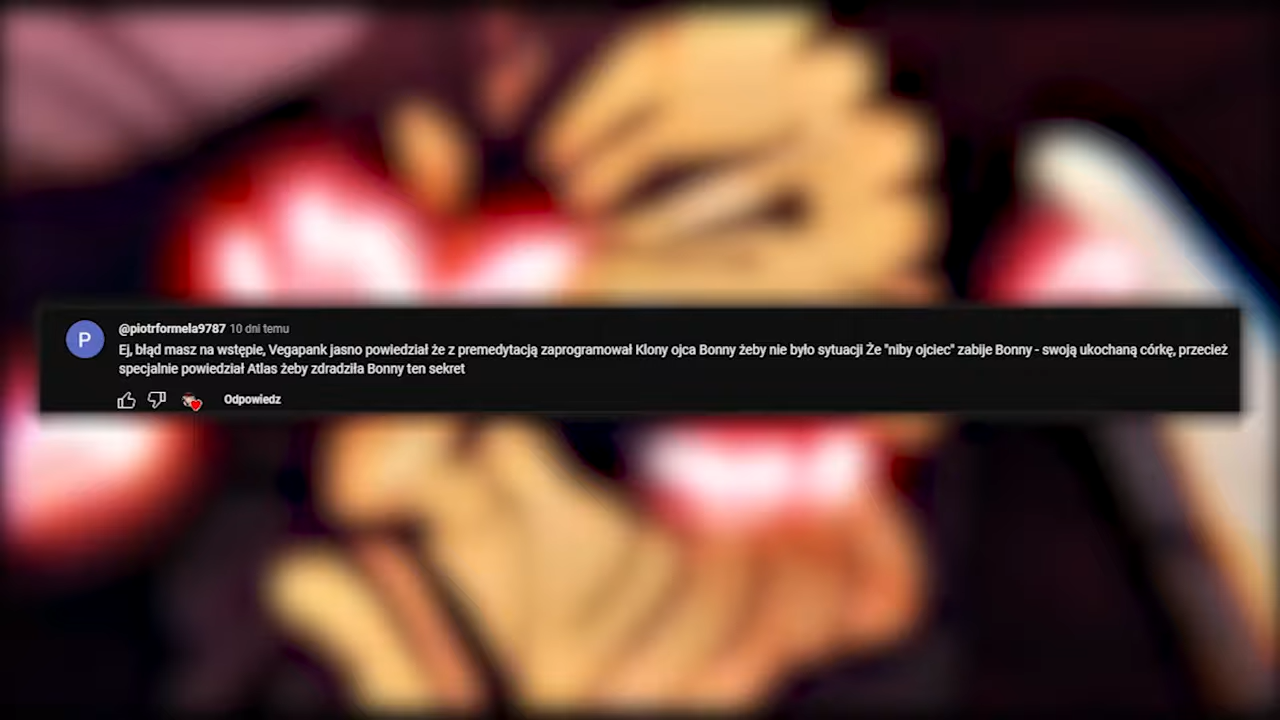 P
@piotrformela9787 10 dni temu
Ej, błąd masz na wstępie, Vegapank jasno powiedział że z premedytacją zaprogramował Klony ojca Bonny żeby nie było sytuacji Że "niby ojciec" zabije Bonny - swoją ukochaną córkę, przecież
specjalnie powiedział Atlas żeby zdradziła Bonny ten sekret
Odpowiedz